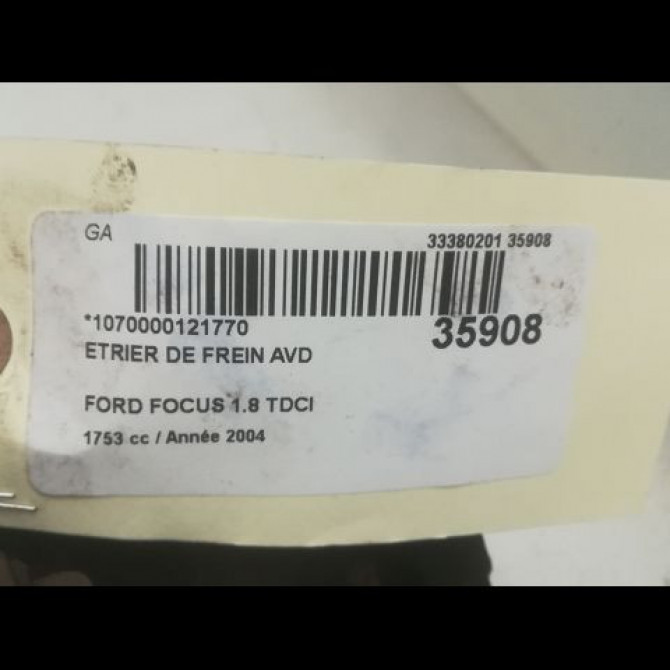 GA
33380201 35908
*1070000121770
35908
ETRIER DE FREIN AVD
FORD FOCUS 1.8 TDCI
1753 cc / Année 2004